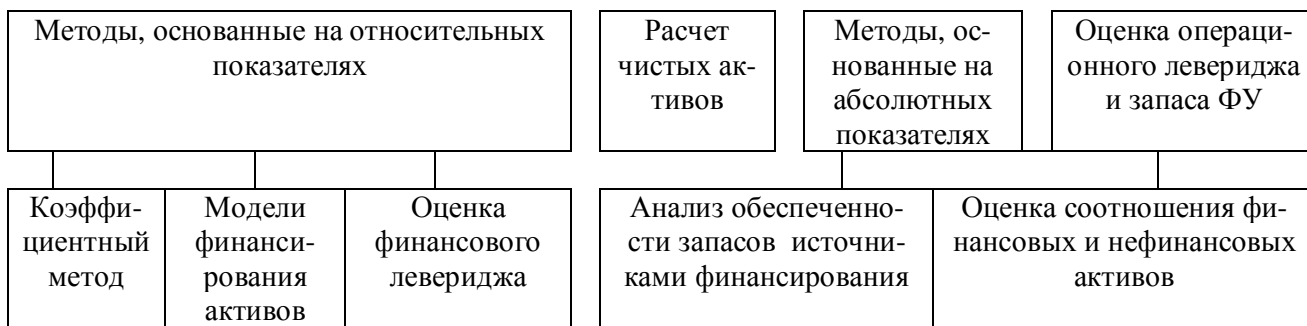 Методы, основанные на относительных
показателях
Расчет
чистых ак-
тивов
Методы, ос-
нованные на
абсолютных
показателях
Оценка операци-
онного левериджа
и запаса ФУ
Коэффи-
циентный
метод
Модели
финанси-
рования
активов
Оценка
финансового
левериджа
Анализ обеспеченно-
сти запасов источни-
ками финансирования
Оценка соотношения фи-
нансовых и нефинансовых
активов